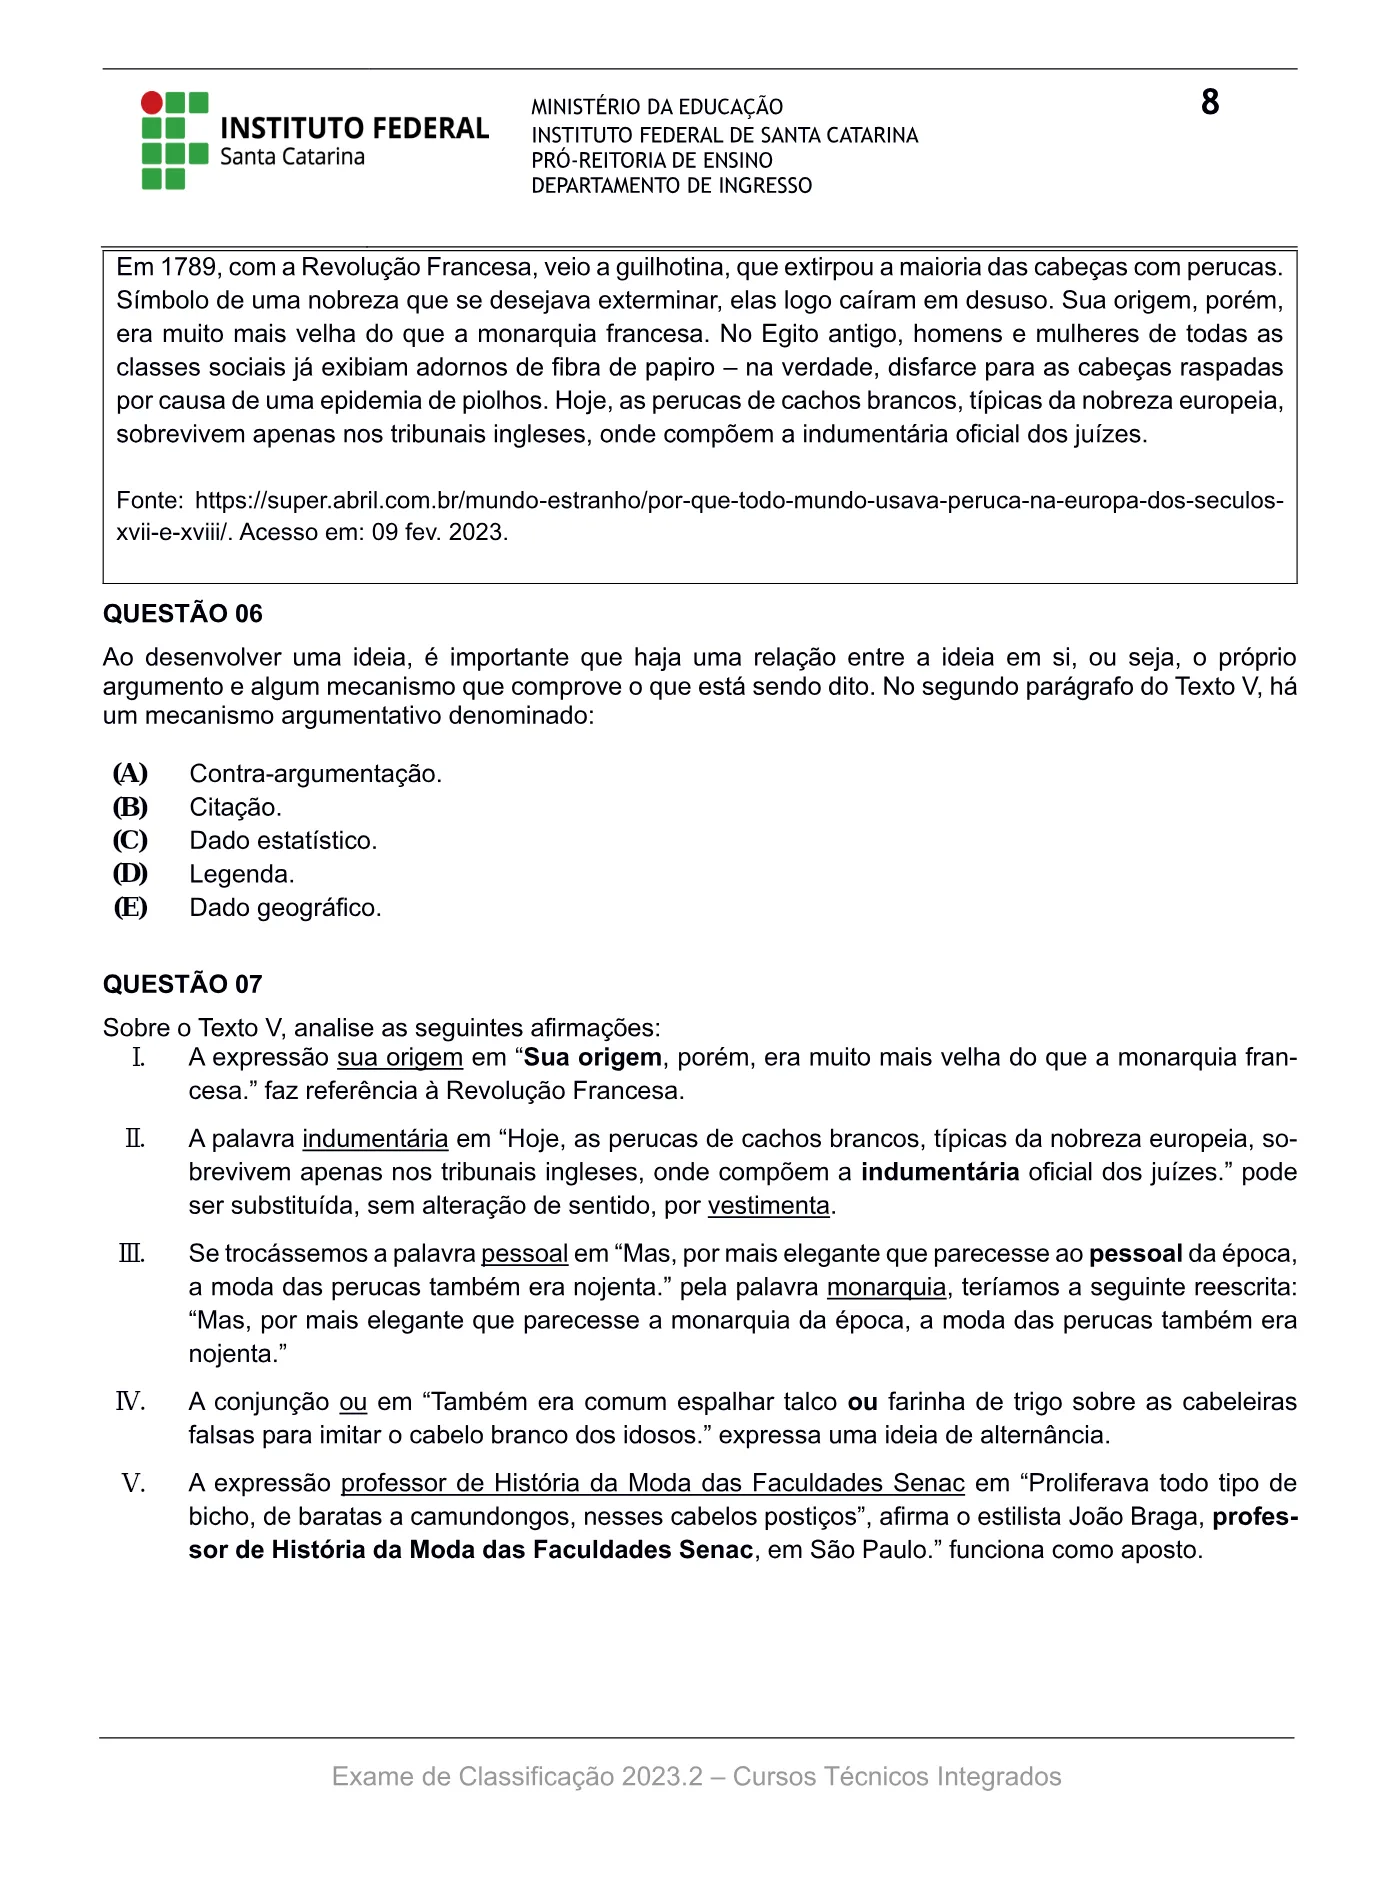 INSTITUTO FEDERAL
Santa Catarina
MINISTÉRIO DA EDUCAÇÃO
INSTITUTO FEDERAL DE SANTA CATARINA
PRÓ-REITORIA DE ENSINO
DEPARTAMENTO DE INGRESSO
8
Em 1789, com a Revolução Francesa, veio a guilhotina, que extirpou a maioria das cabeças com perucas.
Símbolo de uma nobreza que se desejava exterminar, elas logo caíram em desuso. Sua origem, porém,
era muito mais velha do que a monarquia francesa. No Egito antigo, homens e mulheres de todas as
classes sociais já exibiam adornos de fibra de papiro – na verdade, disfarce para as cabeças raspadas
por causa de uma epidemia de piolhos. Hoje, as perucas de cachos brancos, típicas da nobreza europeia,
sobrevivem apenas nos tribunais ingleses, onde compõem a indumentária oficial dos juízes.
Fonte: https://super.abril.com.br/mundo-estranho/por-que-todo-mundo-usava-peruca-na-europa-dos-seculos-
xvii-e-xviii/. Acesso em: 09 fev. 2023.
QUESTÃO 06
Ao desenvolver uma ideia, é importante que haja uma relação entre a ideia em si, ou seja, o próprio
argumento e algum mecanismo que comprove o que está sendo dito. No segundo parágrafo do Texto V, há
um mecanismo argumentativo denominado:
(A) Contra-argumentação.
(B) Citação.
(C) Dado estatístico.
(D) Legenda.
(E) Dado geográfico.
QUESTÃO 07
Sobre o Texto V, analise as seguintes afirmações:
I. A expressão sua origem em “Sua origem, porém, era muito mais velha do que a monarquia fran-
cesa.” faz referência à Revolução Francesa.
II. A palavra indumentária em “Hoje, as perucas de cachos brancos, típicas da nobreza europeia, so-
brevivem apenas nos tribunais ingleses, onde compõem a indumentária oficial dos juízes.” pode
ser substituída, sem alteração de sentido, por vestimenta.
III. Se trocássemos a palavra pessoal em “Mas, por mais elegante que parecesse ao pessoal da época,
a moda das perucas também era nojenta.” pela palavra monarquia, teríamos a seguinte reescrita:
“Mas, por mais elegante que parecesse a monarquia da época, a moda das perucas também era
nojenta.”
IV. A conjunção ou em “Também era comum espalhar talco ou farinha de trigo sobre as cabeleiras
falsas para imitar o cabelo branco dos idosos.” expressa uma ideia de alternância.
V. A expressão professor de História da Moda das Faculdades Senac em “Proliferava todo tipo de
bicho, de baratas a camundongos, nesses cabelos postiços”, afirma o estilista João Braga, profes-
sor de História da Moda das Faculdades Senac, em São Paulo.” funciona como aposto.
Exame de Classificação 2023.2 – Cursos Técnicos Integrados